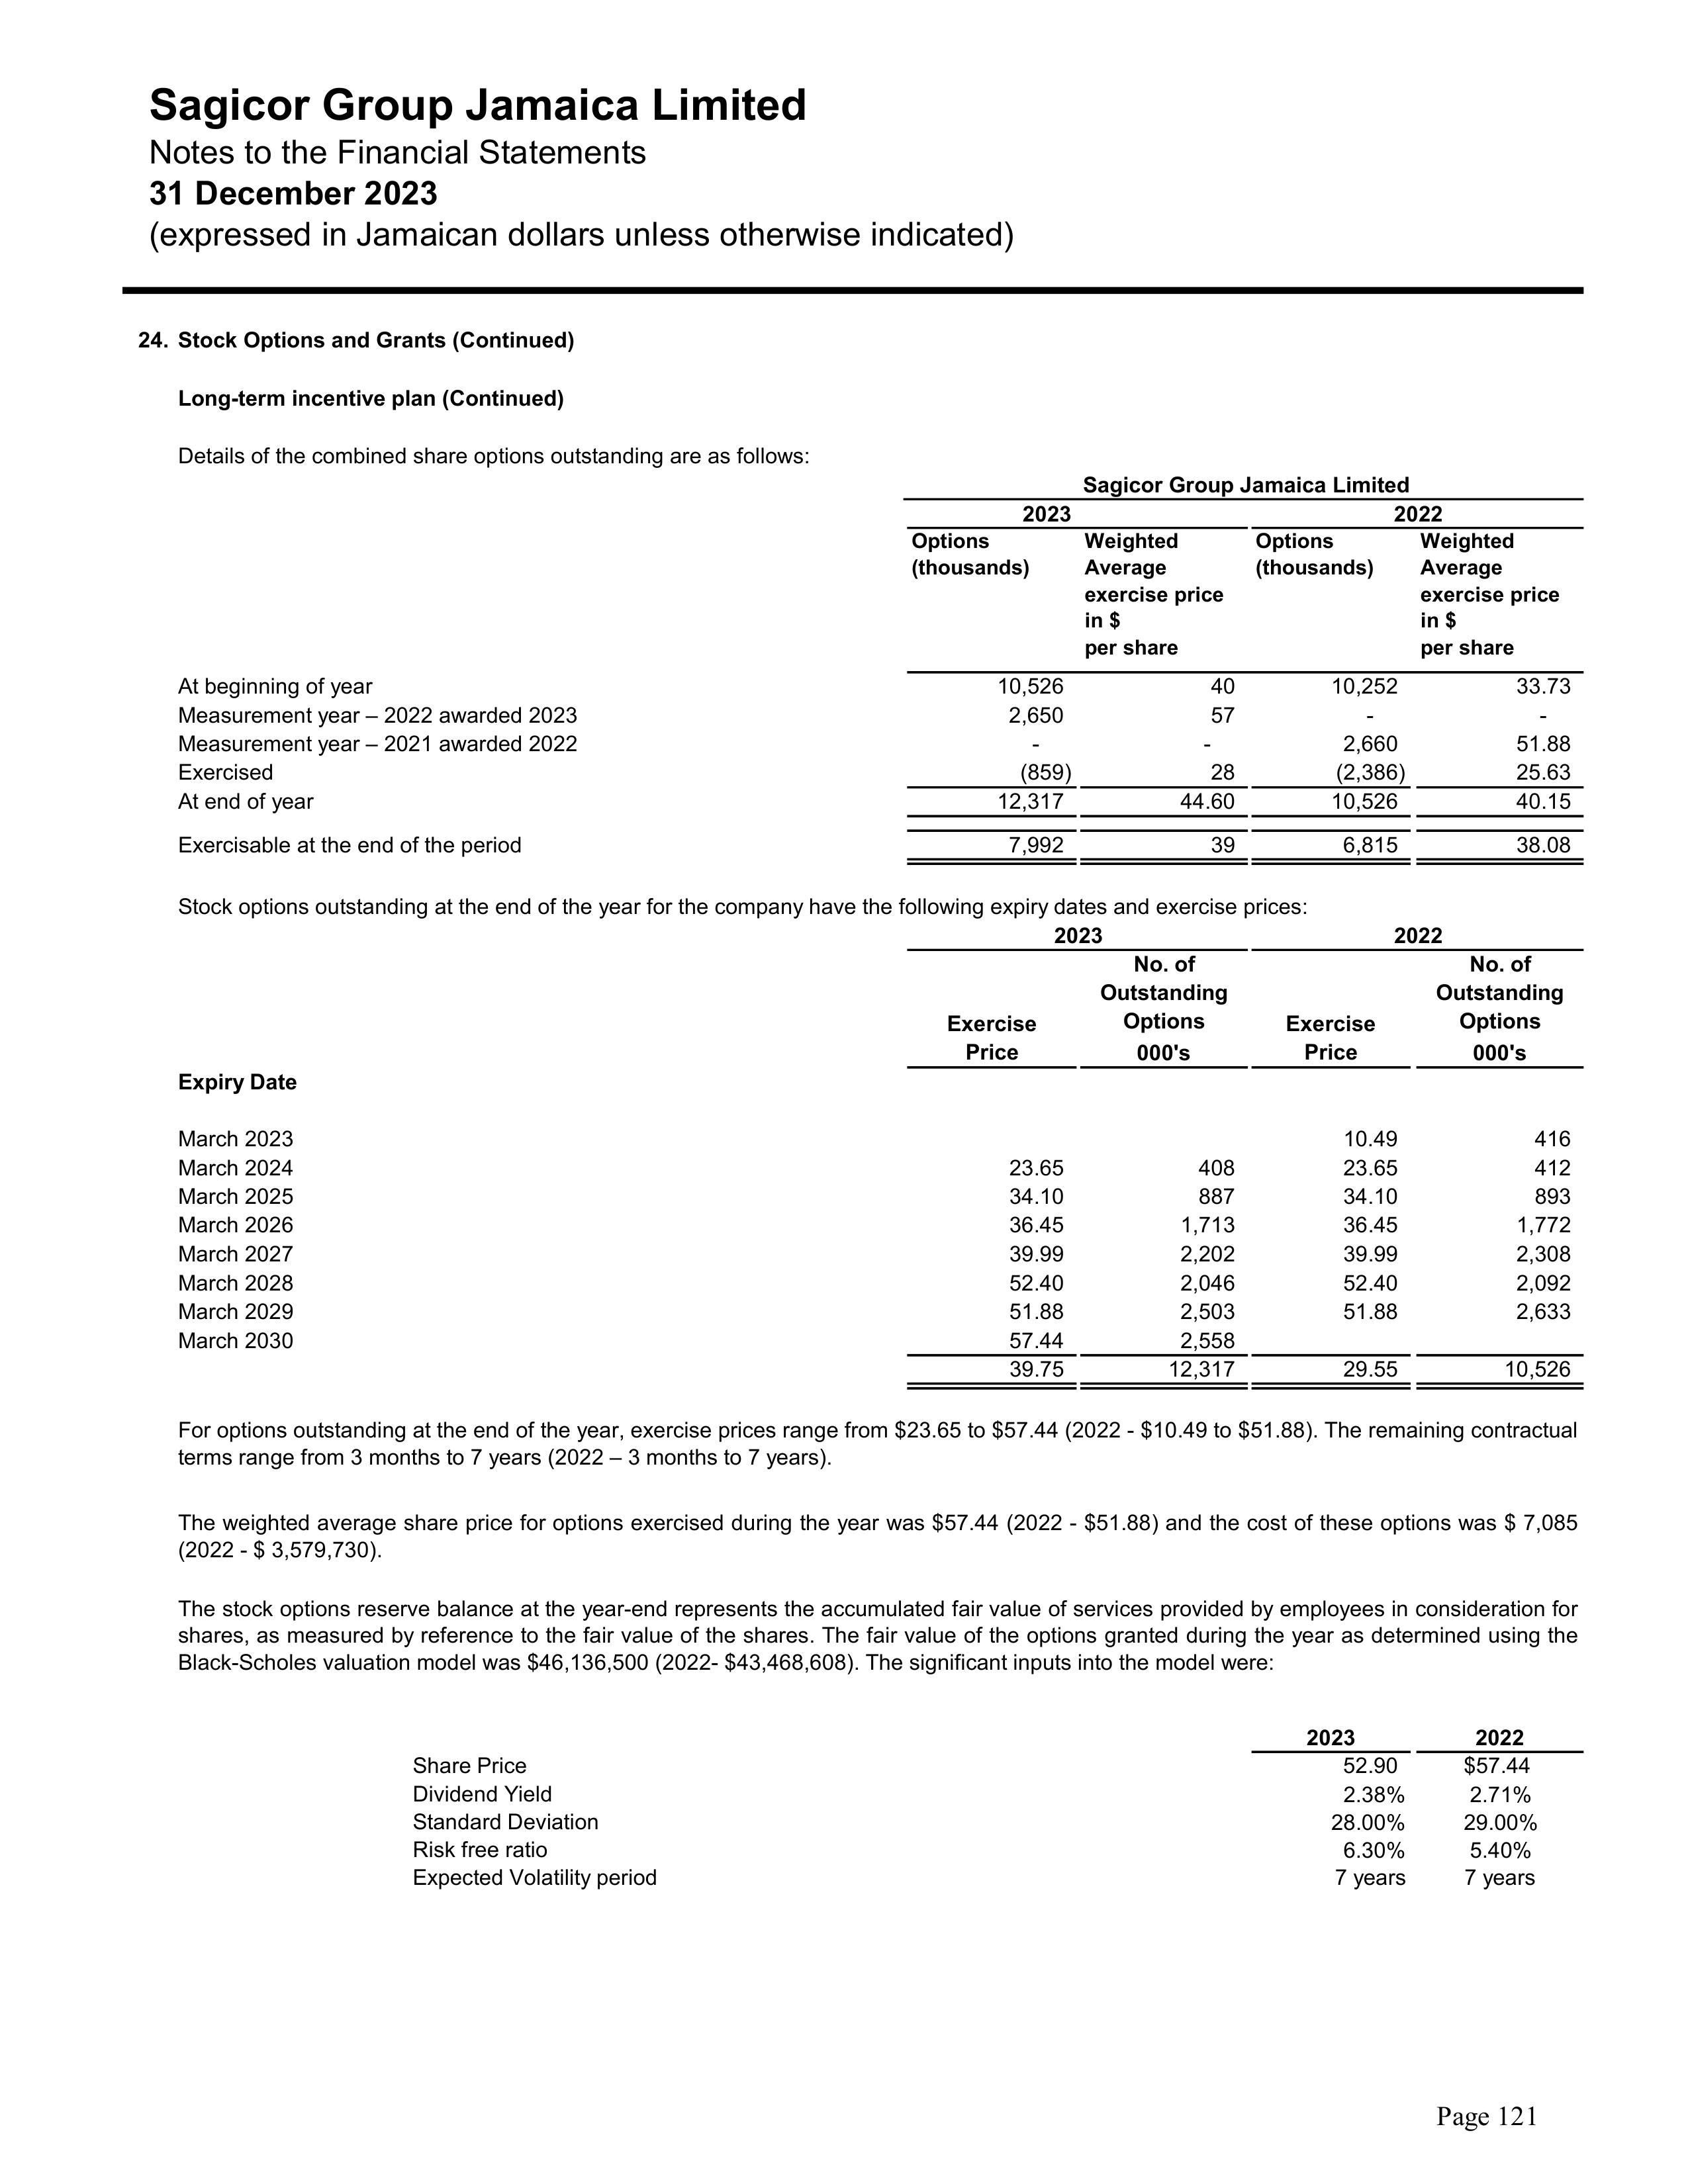 Sagicor Group Jamaica Limited
Notes to the Financial Statements
31 December 2023
(expressed in Jamaican dollars unless otherwise indicated)
24. Stock Options and Grants (Continued)
Long-term incentive plan (Continued)
Details of the combined share options outstanding are as follows:
Sagicor Group Jamaica Limited
2023 2022
Options Weighted Options Weighted
(thousands) Average (thousands) Average
exercise price exercise price
in $ in $
per share per share
At beginning of year 10,526 40 10,252 33.73
Measurement year – 2022 awarded 2023 2,650 57 - -
Measurement year – 2021 awarded 2022 - - 2,660 51.88
Exercised (859) 28 (2,386) 25.63
At end of year 12,317 44.60 10,526 40.15
Exercisable at the end of the period 7,992 39 6,815 38.08
Stock options outstanding at the end of the year for the company have the following expiry dates and exercise prices:
2023 2022
No. of No. of
Outstanding Outstanding
Exercise Options Exercise Options
Price 000's Price 000's
Expiry Date
March 2023 10.49 416
March 2024 23.65 408 23.65 412
March 2025 34.10 887 34.10 893
March 2026 36.45 1,713 36.45 1,772
March 2027 39.99 2,202 39.99 2,308
March 2028 52.40 2,046 52.40 2,092
March 2029 51.88 2,503 51.88 2,633
March 2030 57.44 2,558
39.75 12,317 29.55 10,526
For options outstanding at the end of the year, exercise prices range from $23.65 to $57.44 (2022 - $10.49 to $51.88). The remaining contractual
terms range from 3 months to 7 years (2022 – 3 months to 7 years).
The weighted average share price for options exercised during the year was $57.44 (2022 - $51.88) and the cost of these options was $ 7,085
(2022 - $ 3,579,730).
The stock options reserve balance at the year-end represents the accumulated fair value of services provided by employees in consideration for
shares, as measured by reference to the fair value of the shares. The fair value of the options granted during the year as determined using the
Black-Scholes valuation model was $46,136,500 (2022- $43,468,608). The significant inputs into the model were:
2023 2022
Share Price 52.90 $57.44
Dividend Yield 2.38% 2.71%
Standard Deviation 28.00% 29.00%
Risk free ratio 6.30% 5.40%
Expected Volatility period 7 years 7 years
Page 121